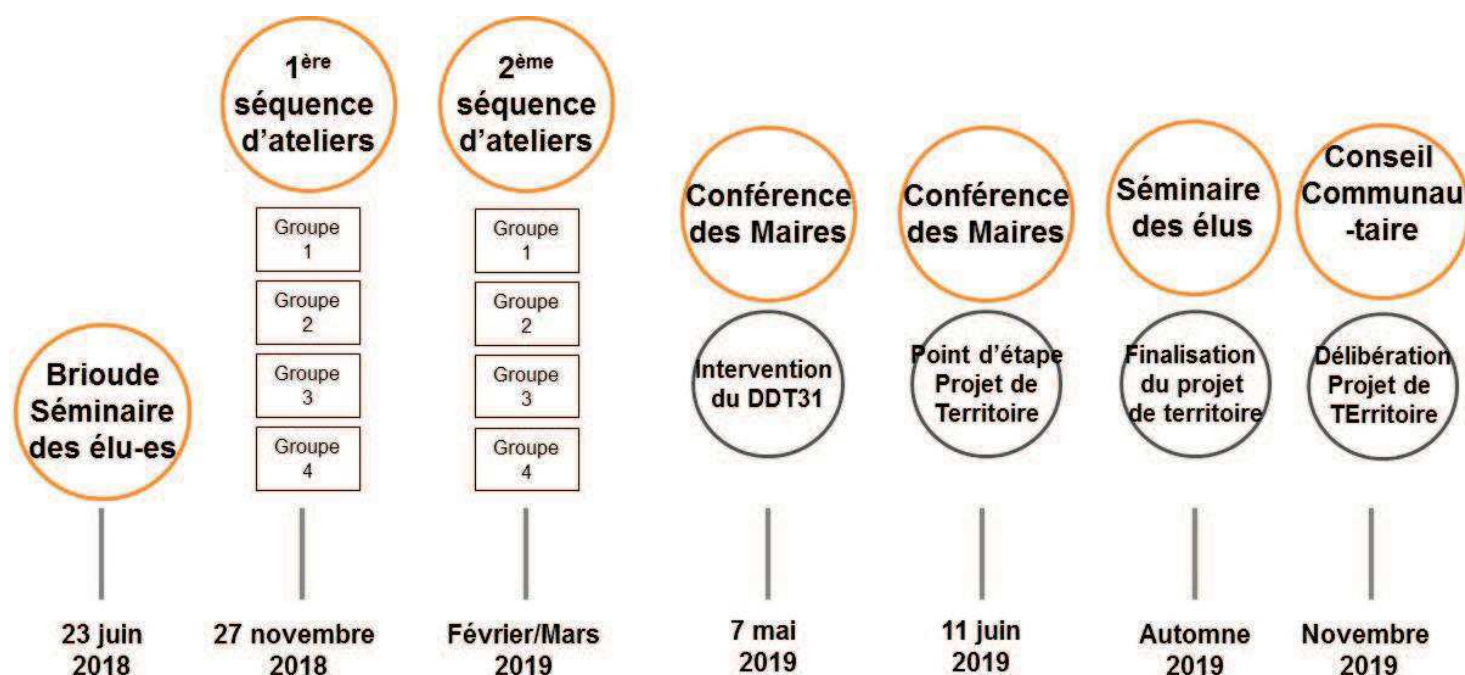 Brioude
Séminaire
des élu-es
23 juin
2018
1ère
séquence
d'ateliers
Groupe
1
Groupe
2
Groupe
3
Groupe
4
27 novembre
2018
2ème
séquence
d'ateliers
Groupe
1
Groupe
2
Groupe
3
Groupe
4
Février/Mars
2019
Conférence
des Maires
Intervention
du DDT31
7 mai
2019
Conférence
des Maires
Point d'étape
Projet de
Territoire
11 juin
2019
Séminaire
des élus
Finalisation
du projet
de territoire
Automne
2019
Conseil
Communau
-taire
Délibération
Projet de
TErritoire
Novembre
2019